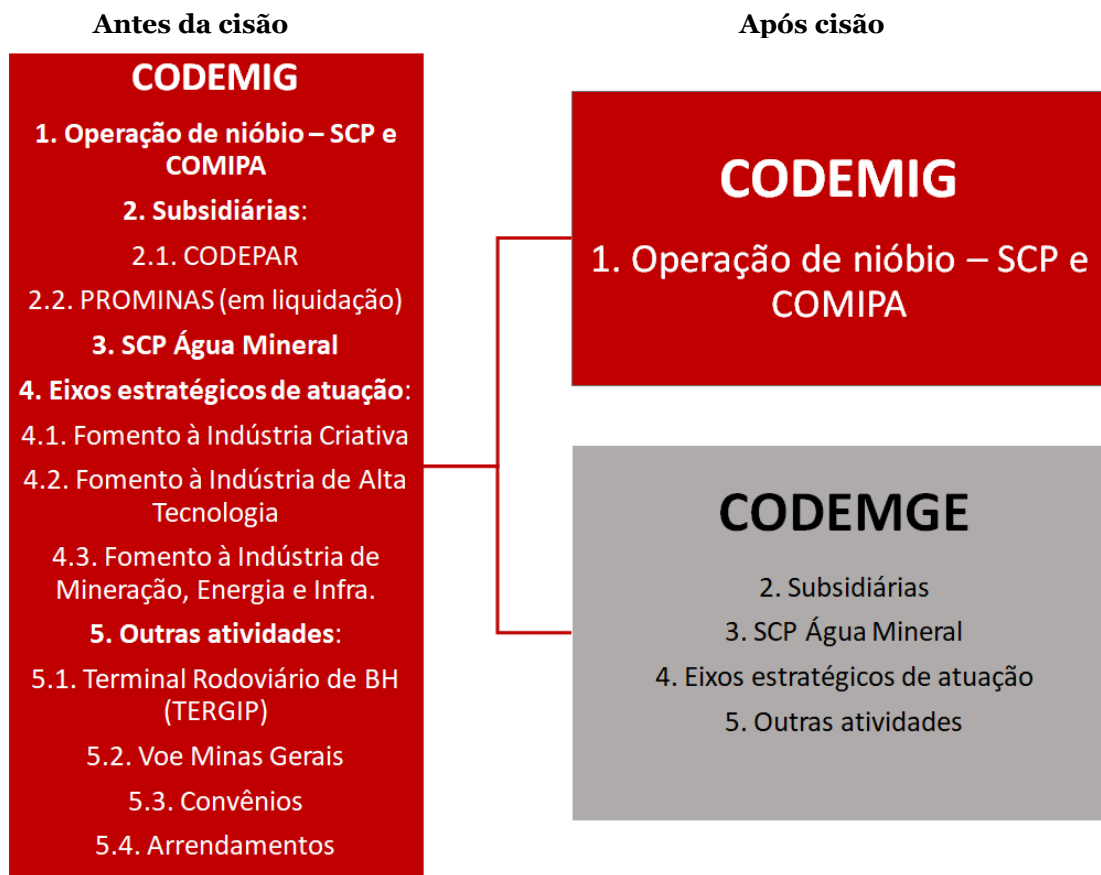 Antes da cisão
CODEMIG
1. Operação de nióbio – SCP e
COMIPA
2. Subsidiárias:
2.1. CODEPAR
2.2. PROMINAS (em liquidação)
3. SCP Água Mineral
4. Eixos estratégicos de atuação:
4.1. Fomento à Indústria Criativa
4.2. Fomento à Indústria de Alta
Tecnologia
4.3. Fomento à Indústria de
Mineração, Energia e Infra.
5. Outras atividades:
5.1. Terminal Rodoviário de BH
(TERGIP)
5.2. Voe Minas Gerais
5.3. Convênios
5.4. Arrendamentos
Após cisão
CODEMIG
1. Operação de nióbio – SCP e
COMIPA
CODEMGE
2. Subsidiárias
3. SCP Água Mineral
4. Eixos estratégicos de atuação
5. Outras atividades